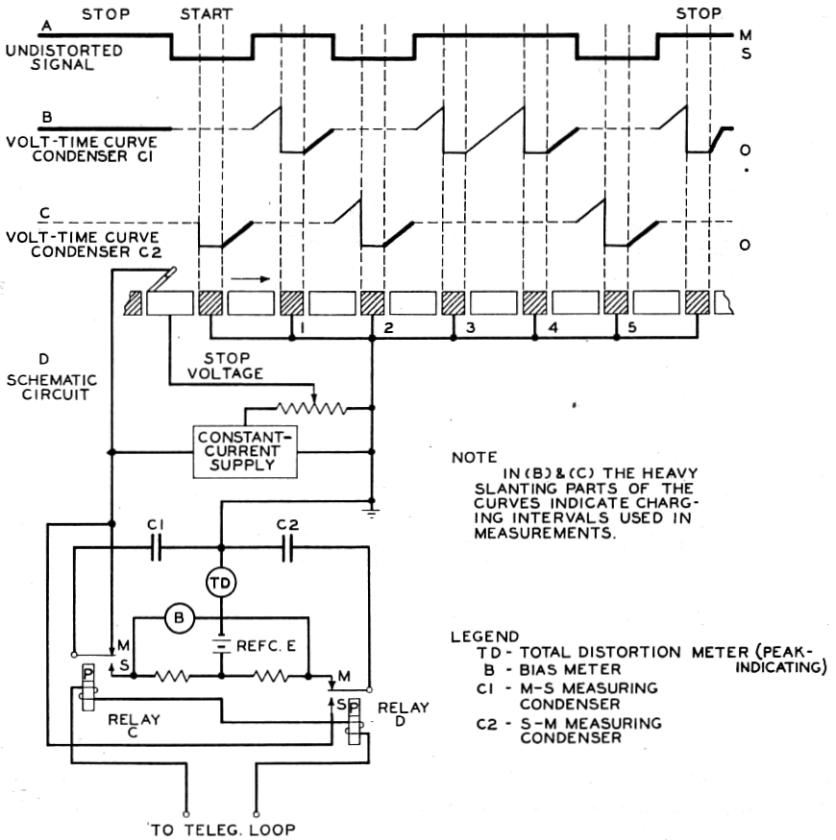 A STOP START STOP
M
S
UNDISTORTED
SIGNAL
B
VOLT-TIME CURVE
CONDENSER C1
O
C
VOLT-TIME CURVE
CONDENSER C2
O
1 2 3 4 5
D
SCHEMATIC
CIRCUIT
STOP
VOLTAGE
CONSTANT-
CURRENT
SUPPLY
NOTE
IN (B) & (C) THE HEAVY
SLANTING PARTS OF THE
CURVES INDICATE CHARG-
ING INTERVALS USED IN
MEASUREMENTS.
C1 C2
TD
B
REFC. E
M
S
M
S
P
P
RELAY
C
RELAY
D
LEGEND
TD - TOTAL DISTORTION METER (PEAK-
INDICATING)
B - BIAS METER
C1 - M-S MEASURING
CONDENSER
C2 - S-M MEASURING
CONDENSER
TO TELEG. LOOP